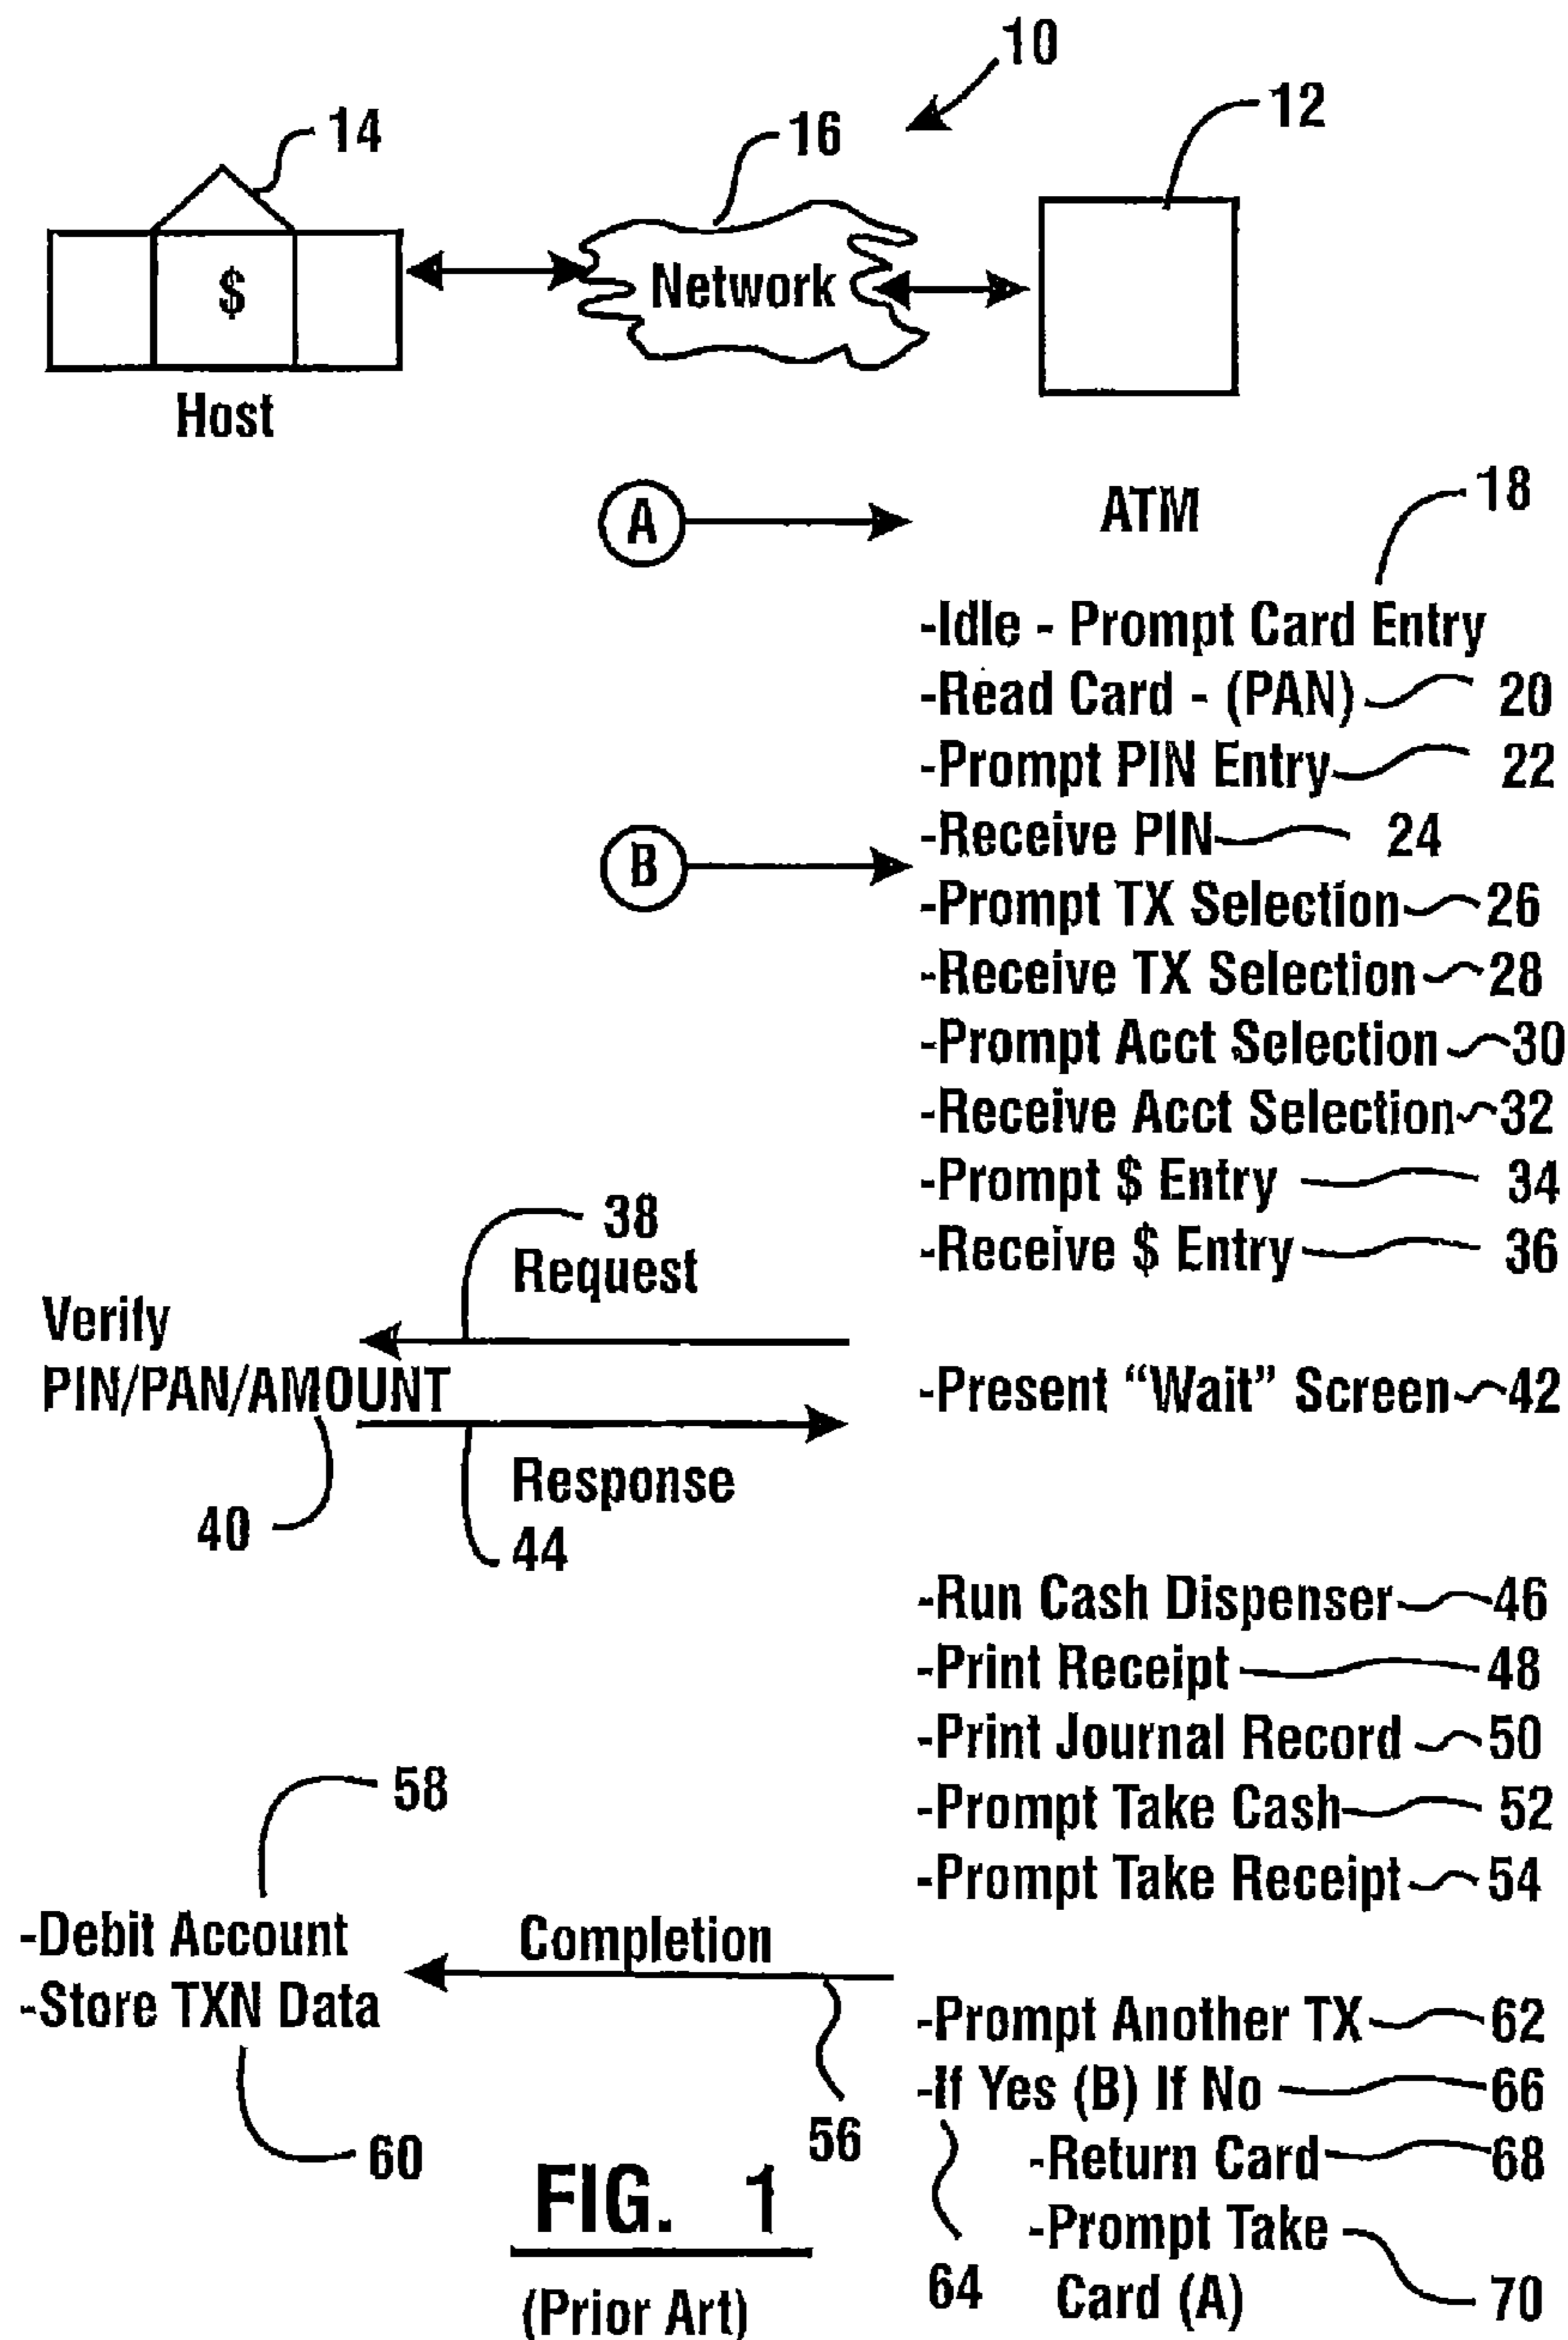 10
12
14
16
$
Network
Host
A
ATM
18
-Idle - Prompt Card Entry
-Read Card - (PAN) 20
-Prompt PIN Entry 22
-Receive PIN 24
B
-Prompt TX Selection 26
-Receive TX Selection 28
-Prompt Acct Selection 30
-Receive Acct Selection 32
-Prompt $ Entry 34
-Receive $ Entry 36
38
Request
Verify
PIN/PAN/AMOUNT
-Present “Wait” Screen 42
Response
40
44
-Run Cash Dispenser 46
-Print Receipt 48
-Print Journal Record 50
-Prompt Take Cash 52
-Prompt Take Receipt 54
58
-Debit Account
-Store TXN Data
60
Completion
56
-Prompt Another TX 62
-If Yes (B) If No 66
-Return Card 68
-Prompt Take
Card (A) 70
64
FIG. 1
(Prior Art)